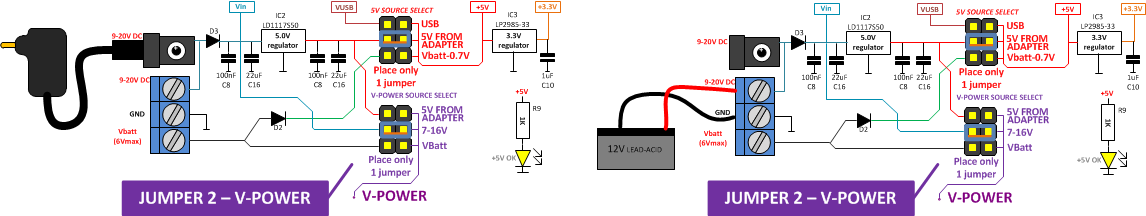 Vin
VUSB
5V SOURCE SELECT
+5V
+3.3V
IC2
LD1117S50
IC3
LP2985-33
USB
9-20V DC
D3
5.0V
regulator
5V FROM
ADAPTER
3.3V
regulator
Vbatt-0.7V
9-20V DC
100nF
C8
22uF
C16
100nF
C8
22uF
C16
Place only
1 jumper
1uF
C10
V-POWER SOURCE SELECT
+5V
GND
5V FROM
ADAPTER
R9
1K
D2
Vbatt
(6Vmax)
7-16V
VBatt
+5V OK
Place only
1 jumper
JUMPER 2 – V-POWER
V-POWER
Vin
VUSB
5V SOURCE SELECT
+5V
+3.3V
IC2
LD1117S50
IC3
LP2985-33
USB
9-20V DC
D3
5.0V
regulator
5V FROM
ADAPTER
3.3V
regulator
Vbatt-0.7V
9-20V DC
100nF
C8
22uF
C16
100nF
C8
22uF
C16
Place only
1 jumper
1uF
C10
V-POWER SOURCE SELECT
+5V
GND
5V FROM
ADAPTER
R9
1K
D2
Vbatt
(6Vmax)
7-16V
12V LEAD-ACID
VBatt
+5V OK
Place only
1 jumper
JUMPER 2 – V-POWER
V-POWER